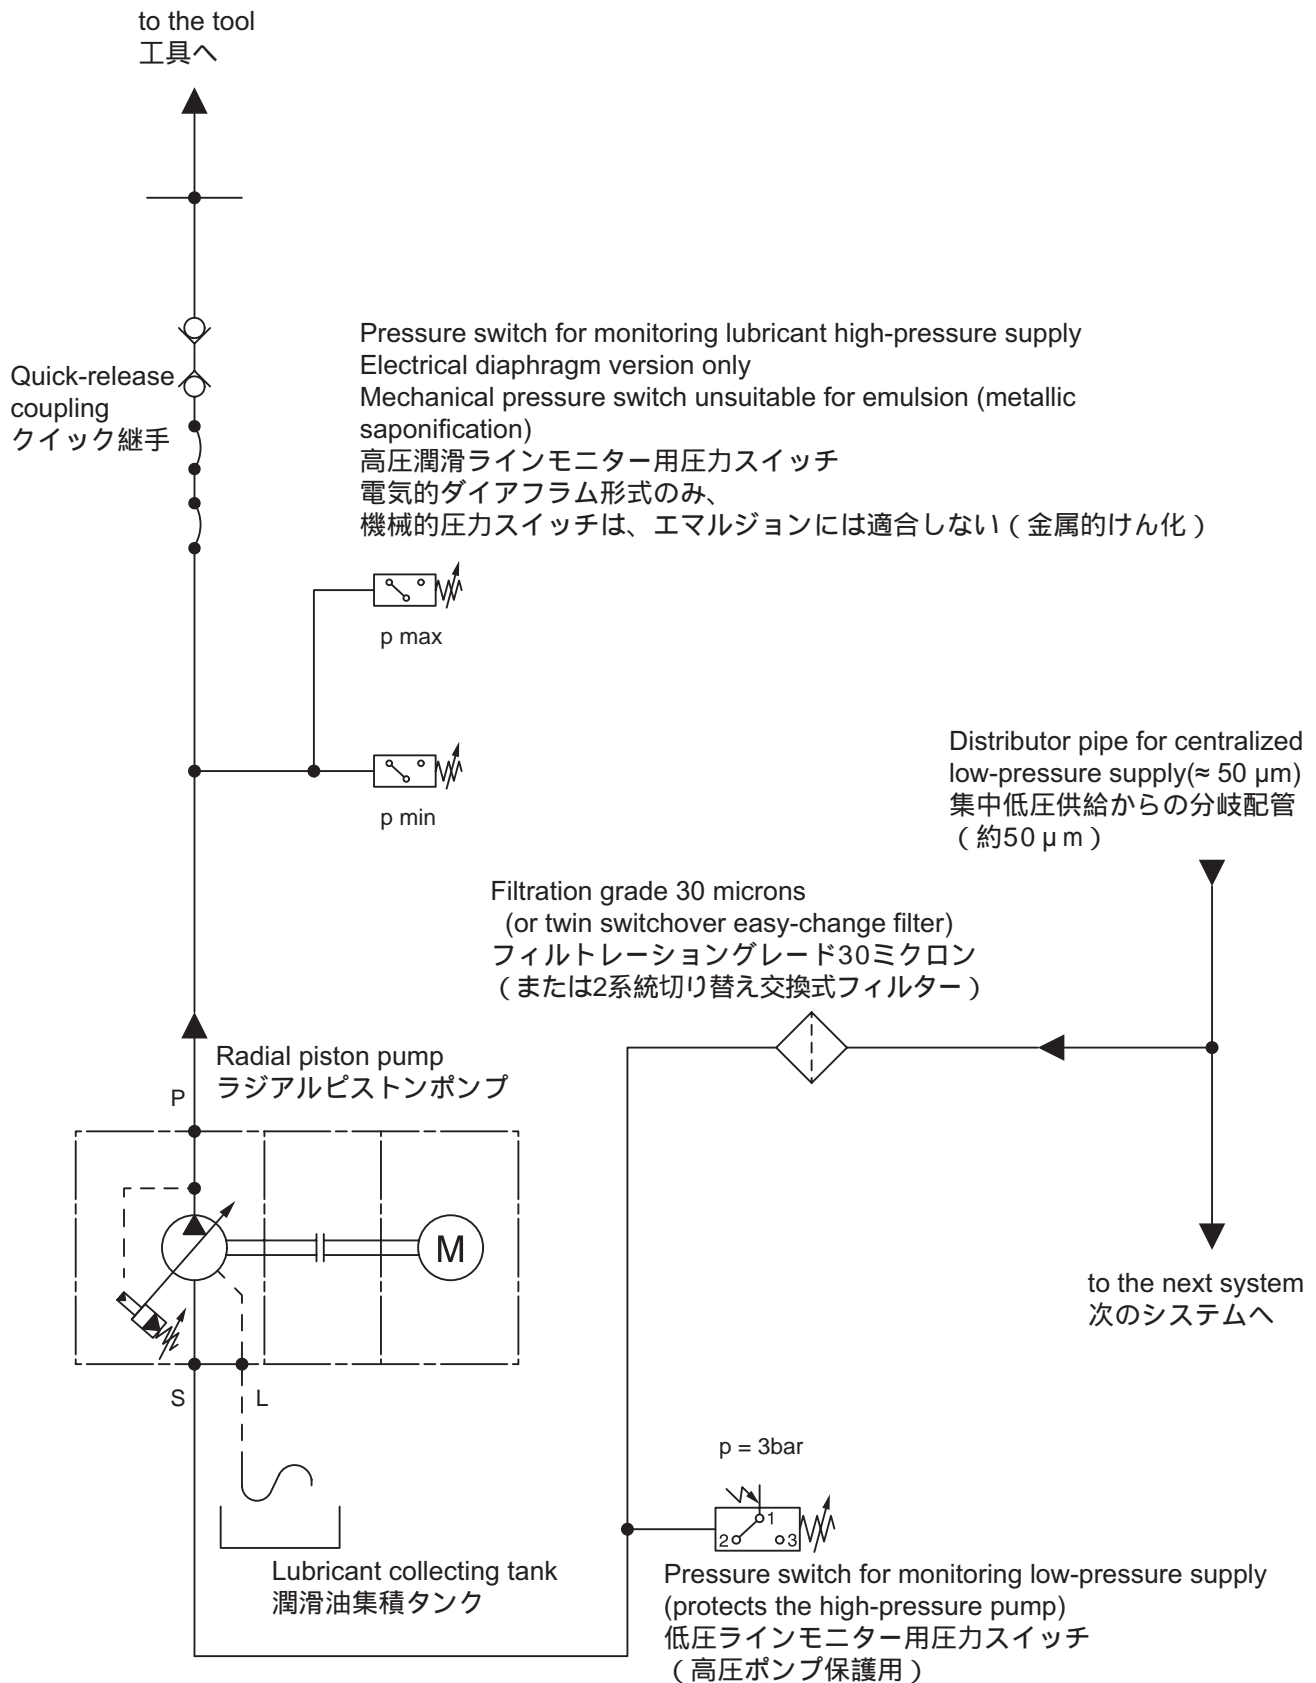 to the tool
工具へ
Quick-release
coupling
クイック継手
Pressure switch for monitoring lubricant high-pressure supply
Electrical diaphragm version only
Mechanical pressure switch unsuitable for emulsion (metallic
saponification)
高圧潤滑ラインモニター用圧力スイッチ
電気的ダイアフラム形式のみ、
機械的圧力スイッチは、エマルジョンには適合しない（金属的けん化）
p max
p min
Distributor pipe for centralized
low-pressure supply(≈ 50 µm)
集中低圧供給からの分岐配管
（約50µm）
Filtration grade 30 microns
(or twin switchover easy-change filter)
フィルトレーショングレード30ミクロン
（または2系統切り替え交換式フィルター）
Radial piston pump
ラジアルピストンポンプ
P
M
to the next system
次のシステムへ
S
L
p = 3bar
1
2
3
Lubricant collecting tank
潤滑油集積タンク
Pressure switch for monitoring low-pressure supply
(protects the high-pressure pump)
低圧ラインモニター用圧力スイッチ
（高圧ポンプ保護用）